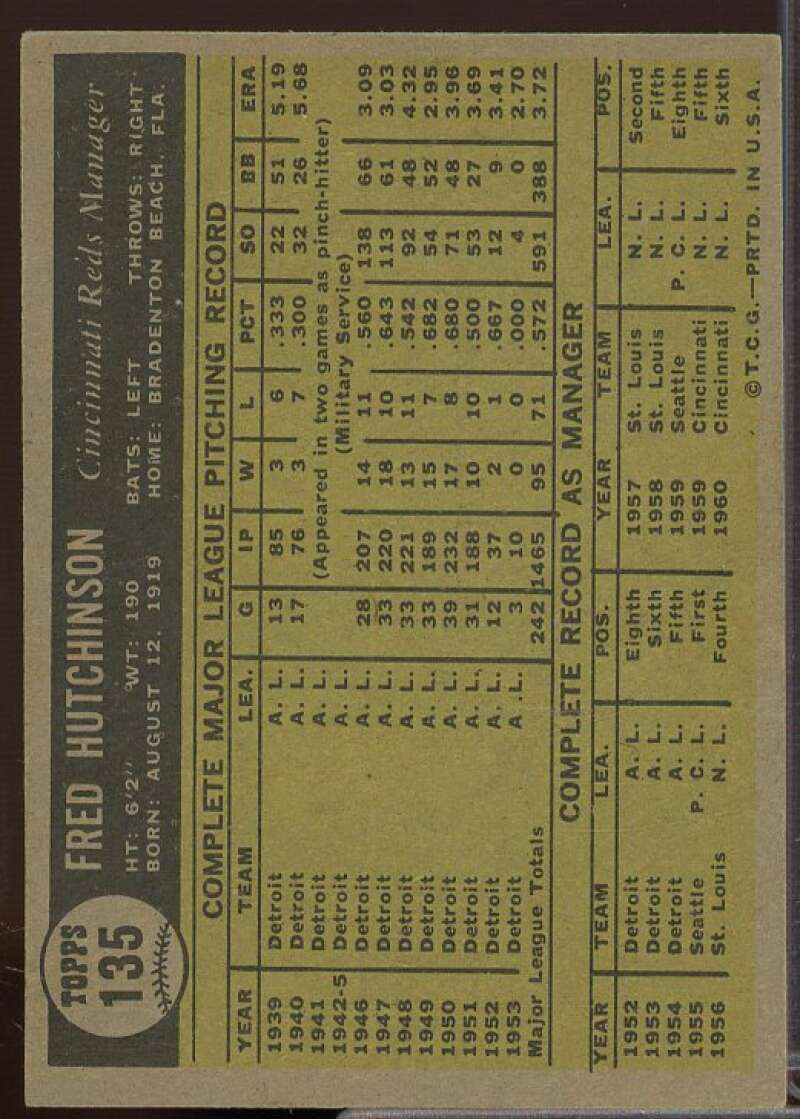 TOPPS
135
FRED HUTCHINSON Cincinnati Reds Manager
HT: 6'2" WT: 190 BATS: LEFT THROWS: RIGHT
BORN: AUGUST 12, 1919 HOME: BRADENTON BEACH, FLA.
COMPLETE MAJOR LEAGUE PITCHING RECORD
YEAR TEAM LEA. G IP W L PCT SO BB ERA
1939 Detroit A. L. 13 85 3 6 .333 22 51 5.19
1940 Detroit A. L. 17 76 3 7 .300 32 26 5.68
1941 Detroit A. L. (Appeared in two games as pinch-hitter)
1942-5 Detroit A. L. (Military Service)
1946 Detroit A. L. 28 207 14 11 .560 138 66 3.09
1947 Detroit A. L. 33 220 18 10 .643 113 61 3.03
1948 Detroit A. L. 33 221 13 11 .542 92 48 4.32
1949 Detroit A. L. 33 189 15 7 .682 54 52 2.95
1950 Detroit A. L. 39 232 17 8 .680 71 48 3.96
1951 Detroit A. L. 31 188 10 10 .500 53 27 3.69
1952 Detroit A. L. 12 37 2 1 .667 12 9 3.41
1953 Detroit A. L. 3 10 0 0 .000 4 0 2.70
Major League Totals 242 1465 95 71 .572 591 388 3.72
COMPLETE RECORD AS MANAGER
YEAR TEAM LEA. POS. YEAR TEAM LEA. POS.
1952 Detroit A. L. Eighth 1957 St. Louis N. L. Second
1953 Detroit A. L. Sixth 1958 St. Louis N. L. Fifth
1954 Detroit A. L. Fifth 1959 Seattle P. C. L. Eighth
1955 Seattle P. C. L. First 1959 Cincinnati N. L. Fifth
1956 St. Louis N. L. Fourth 1960 Cincinnati N. L. Sixth
© T.C.G.—PRTD. IN U.S.A.